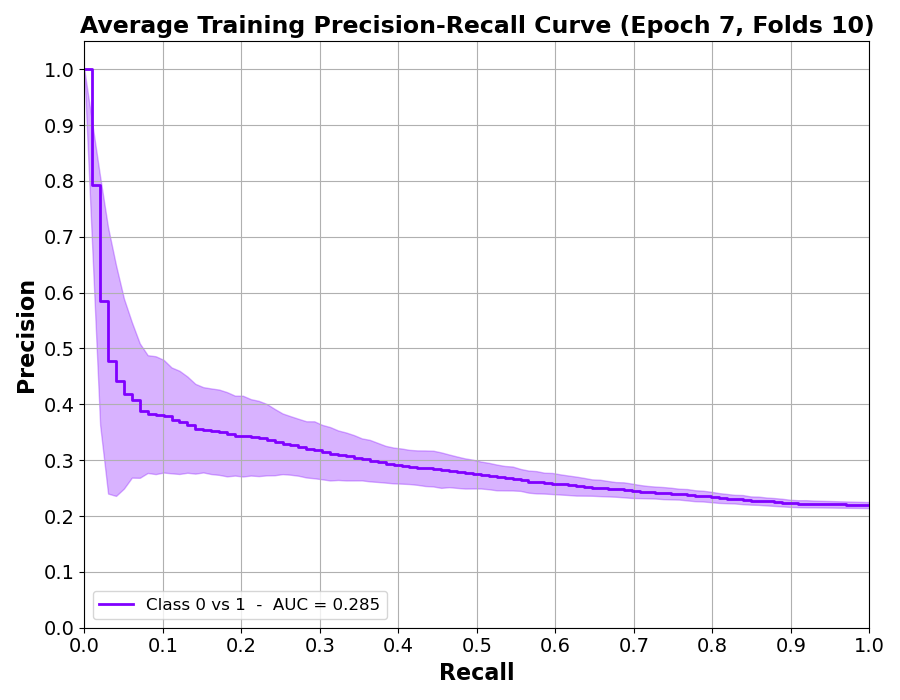 Average Training Precision-Recall Curve (Epoch 7, Folds 10)
Precision
1.0
0.9
0.8
0.7
0.6
0.5
0.4
0.3
0.2
0.1
0.0
Class 0 vs 1 - AUC = 0.285
0.0 0.1 0.2 0.3 0.4 0.5 0.6 0.7 0.8 0.9 1.0
Recall